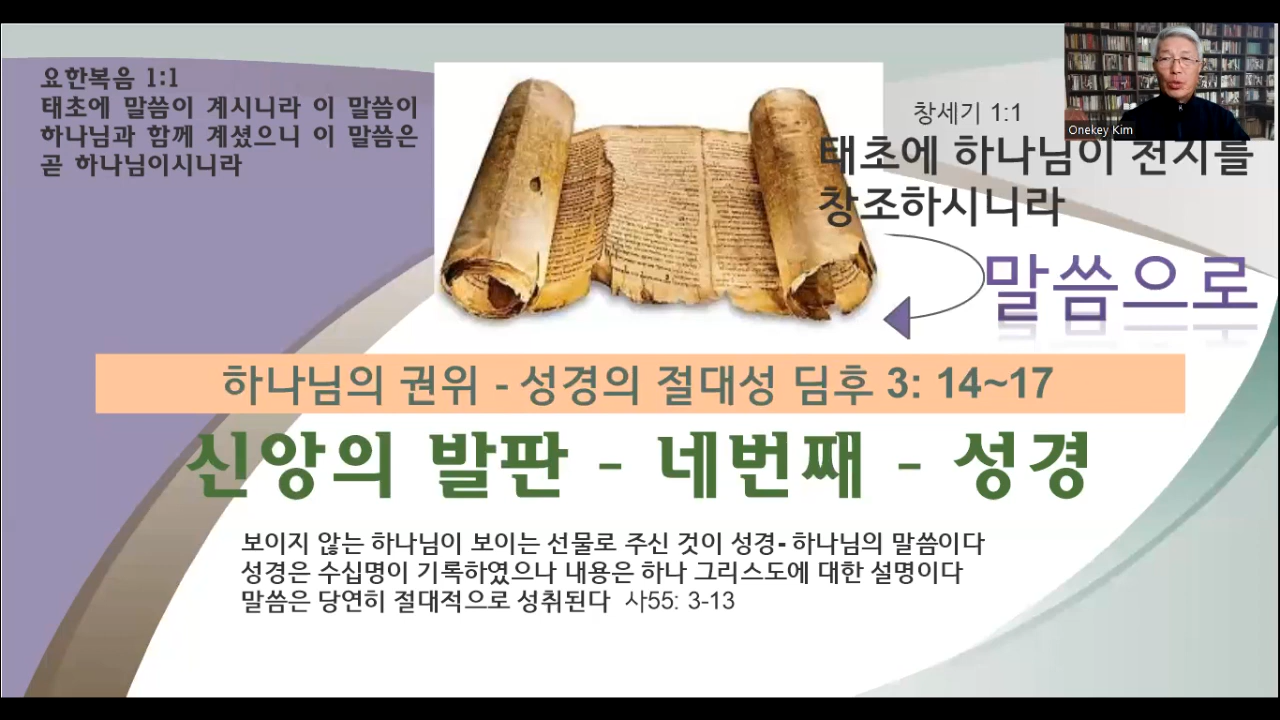 요한복음 1:1
태초에 말씀이 계시니라 이 말씀이
하나님과 함께 계셨으니 이 말씀은
곧 하나님이시니라
창세기 1:1
태초에 하나님이 천지를
창조하시니라
말씀으로
Onekey Kim
하나님의 권위 - 성경의 절대성 딤후 3: 14~17
신앙의 발판 - 네번째 - 성경
보이지 않는 하나님이 보이는 선물로 주신 것이 성경- 하나님의 말씀이다
성경은 수십명이 기록하였으나 내용은 하나 그리스도에 대한 설명이다
말씀은 당연히 절대적으로 성취된다 사55: 3-13